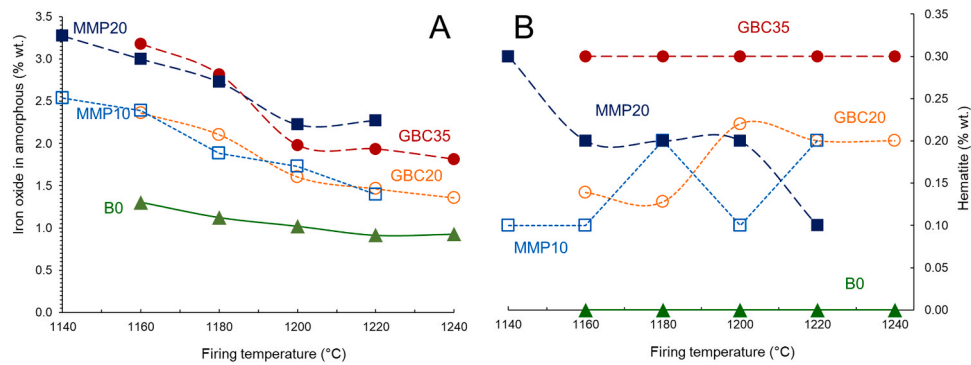 A
Iron oxide in amorphous (% wt.)
3.5
3.0
2.5
2.0
1.5
1.0
0.5
0.0
MMP20
MMP10
GBC35
GBC20
B0
1140 1160 1180 1200 1220 1240
Firing temperature (°C)
B
GBC35
MMP20
GBC20
MMP10
B0
0.35
0.30
0.25
0.20
0.15
0.10
0.05
0.00
Hematite (% wt.)
1140 1160 1180 1200 1220 1240
Firing temperature (°C)